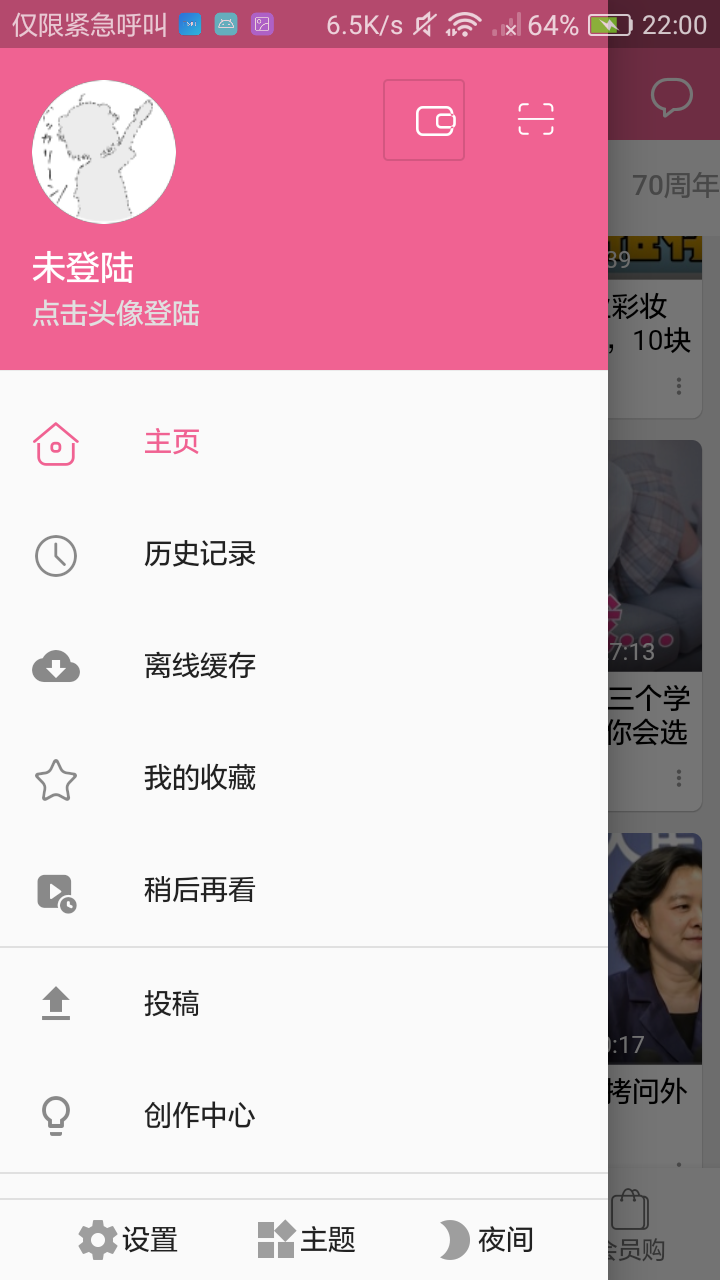 仅限紧急呼叫 6.5K/s 64% 22:00
70周年
未登陆
点击头像登陆
39
彩妆
，10块
主页
历史记录
离线缓存
7:13
三个学
你会选
我的收藏
稍后再看
投稿
:17
拷问外
创作中心
设置 主题 夜间
员购